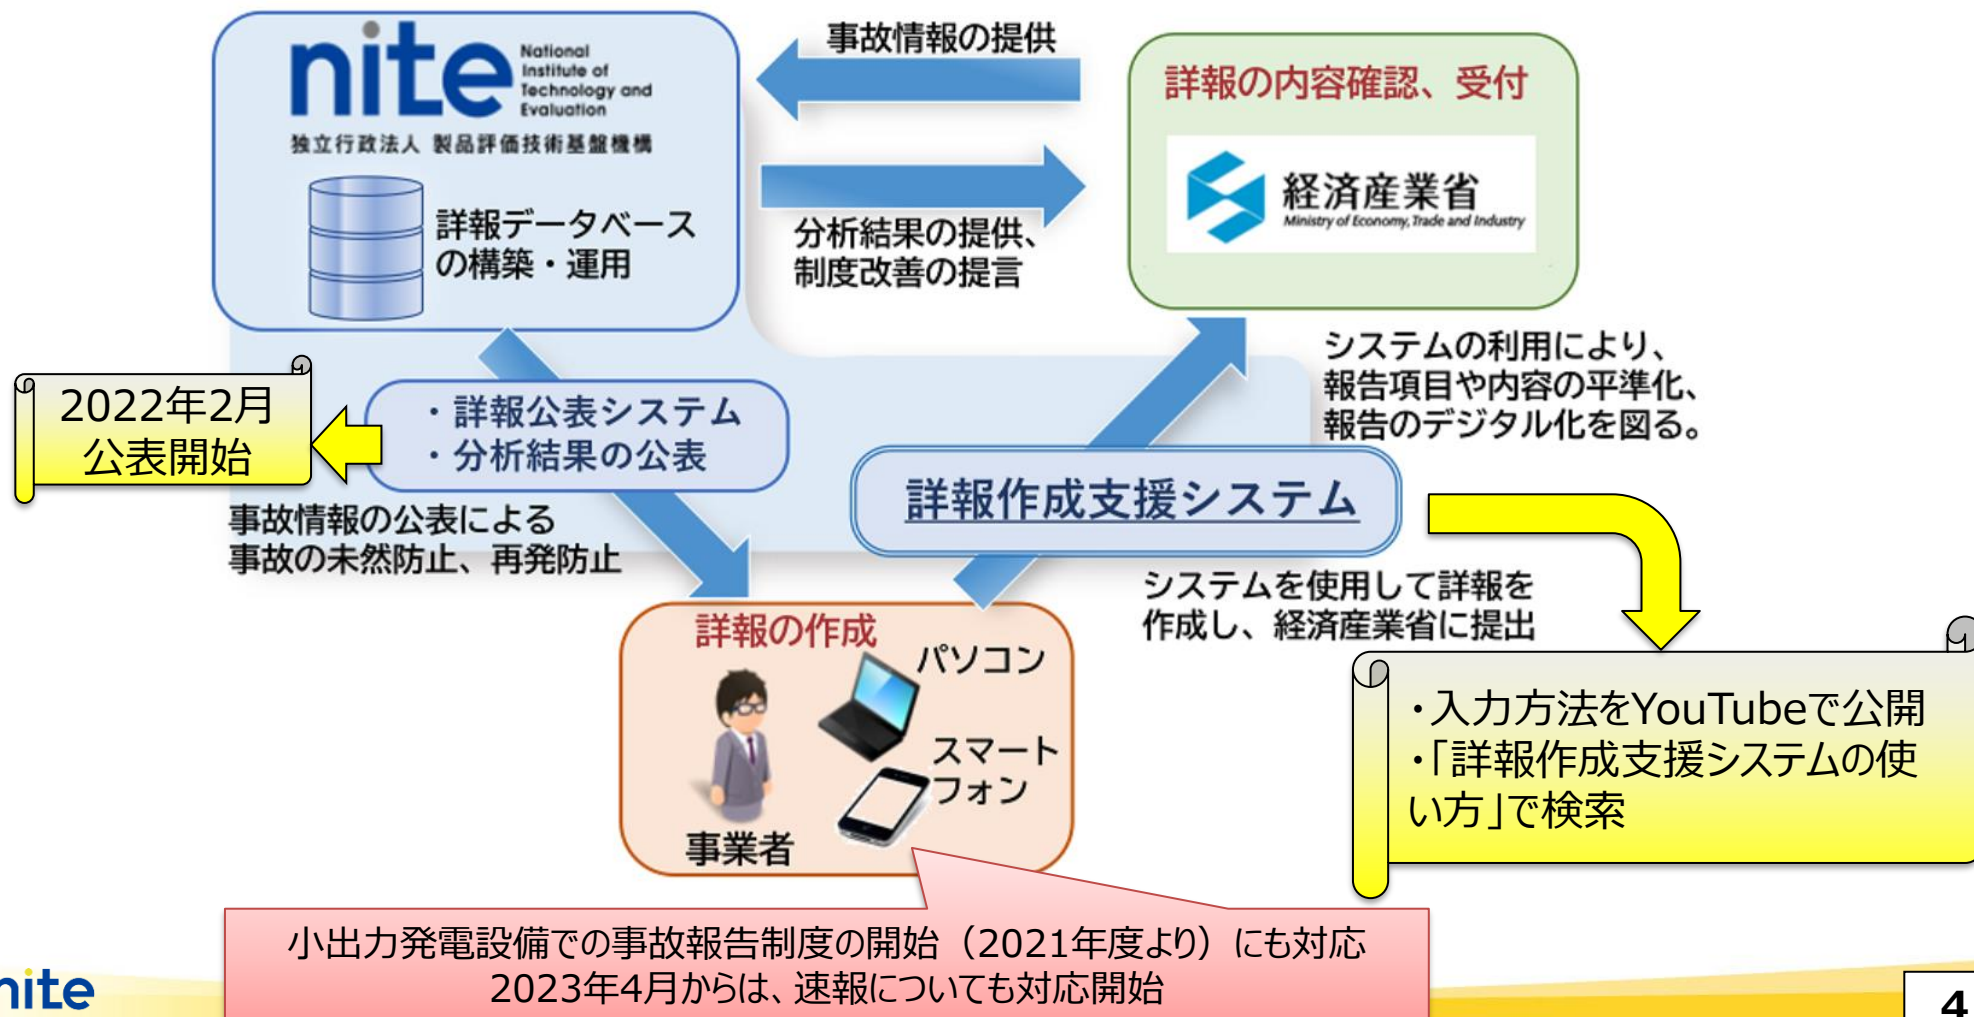 nite
National
Institute of
Technology and
Evaluation
独立行政法人 製品評価技術基盤機構
詳報データベース
の構築・運用
事故情報の提供
分析結果の提供、
制度改善の提言
詳報の内容確認、受付
経済産業省
Ministry of Economy, Trade and Industry
システムの利用により、
報告項目や内容の平準化、
報告のデジタル化を図る。
2022年2月
公表開始
・詳報公表システム
・分析結果の公表
事故情報の公表による
事故の未然防止、再発防止
詳報作成支援システム
システムを使用して詳報を
作成し、経済産業省に提出
詳報の作成
パソコン
スマート
フォン
事業者
・入力方法をYouTubeで公開
・「詳報作成支援システムの使
い方」で検索
小出力発電設備での事故報告制度の開始（2021年度より）にも対応
2023年4月からは、速報についても対応開始
nite
4